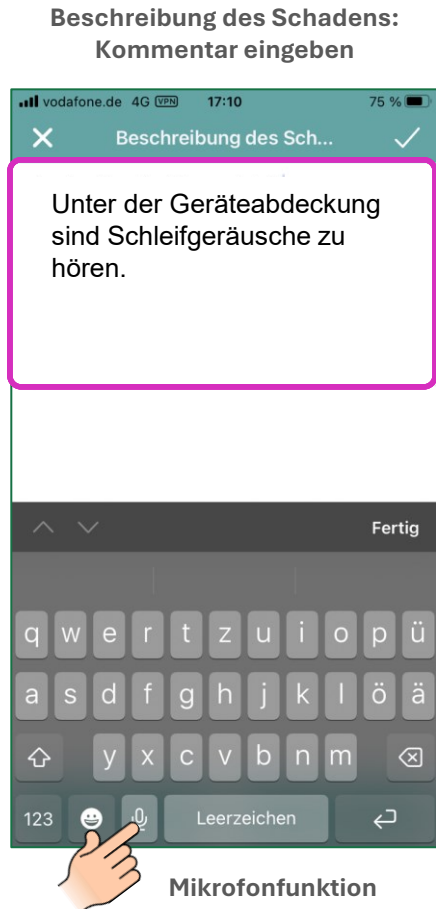 Beschreibung des Schadens:
Kommentar eingeben
vodafone.de 4G VPN 17:10 75 %
Beschreibung des Sch...
Unter der Geräteabdeckung
sind Schleifgeräusche zu
hören.
Fertig
q w e r t z u i o p ü
a s d f g h j k l ö ä
y x c v b n m
123 Leerzeichen
Mikrofonfunktion